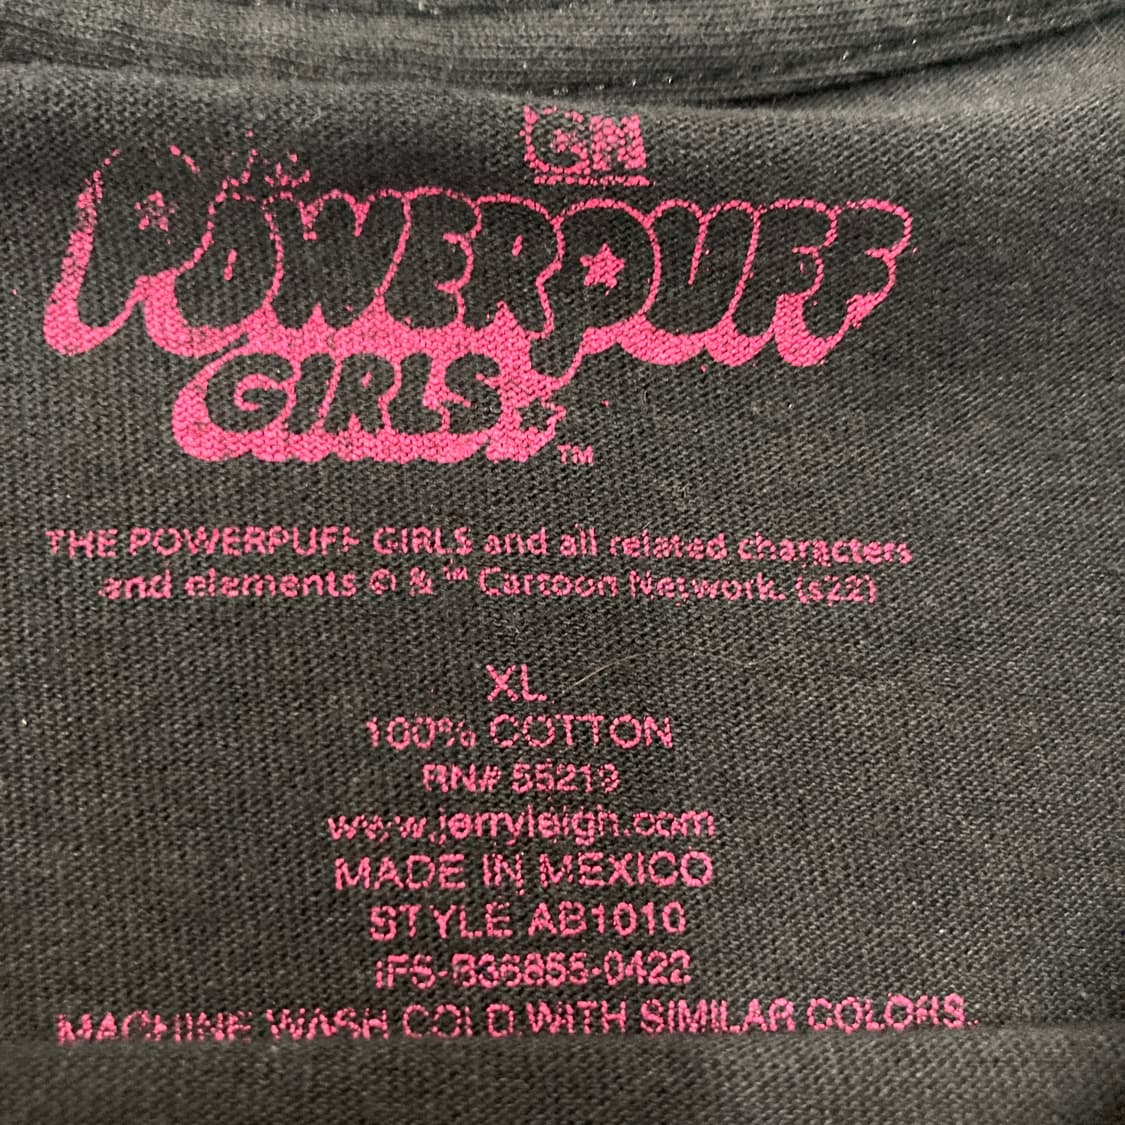 CN
THE
POWERPUFF
GIRLS
TM
THE POWERPUFF GIRLS and all related characters
and elements © & ™ Cartoon Network. (s22)
XL
100% COTTON
RN# 55219
www.jerryleigh.com
MADE IN MEXICO
STYLE AB1010
IFS-B36855-0422
MACHINE WASH COLD WITH SIMILAR COLORS.